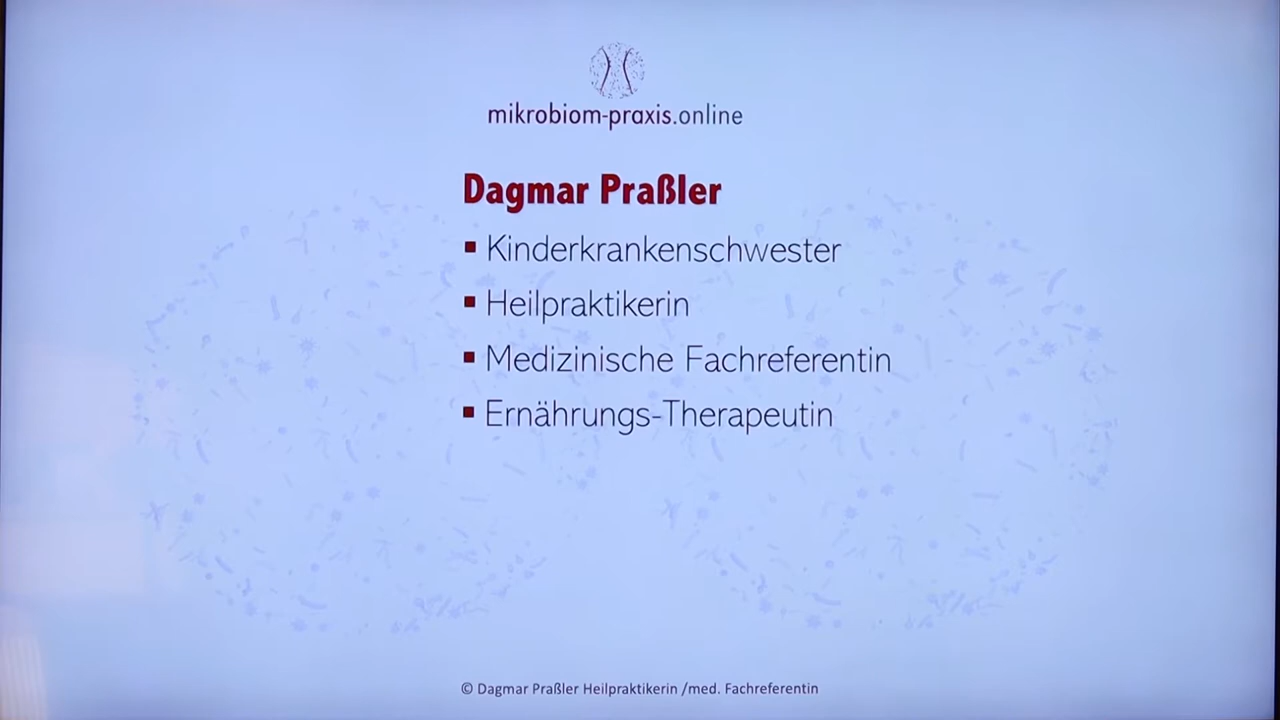 mikrobiom-praxis.online
Dagmar Praßler
▪ Kinderkrankenschwester
▪ Heilpraktikerin
▪ Medizinische Fachreferentin
▪ Ernährungs-Therapeutin
© Dagmar Praßler Heilpraktikerin /med. Fachreferentin